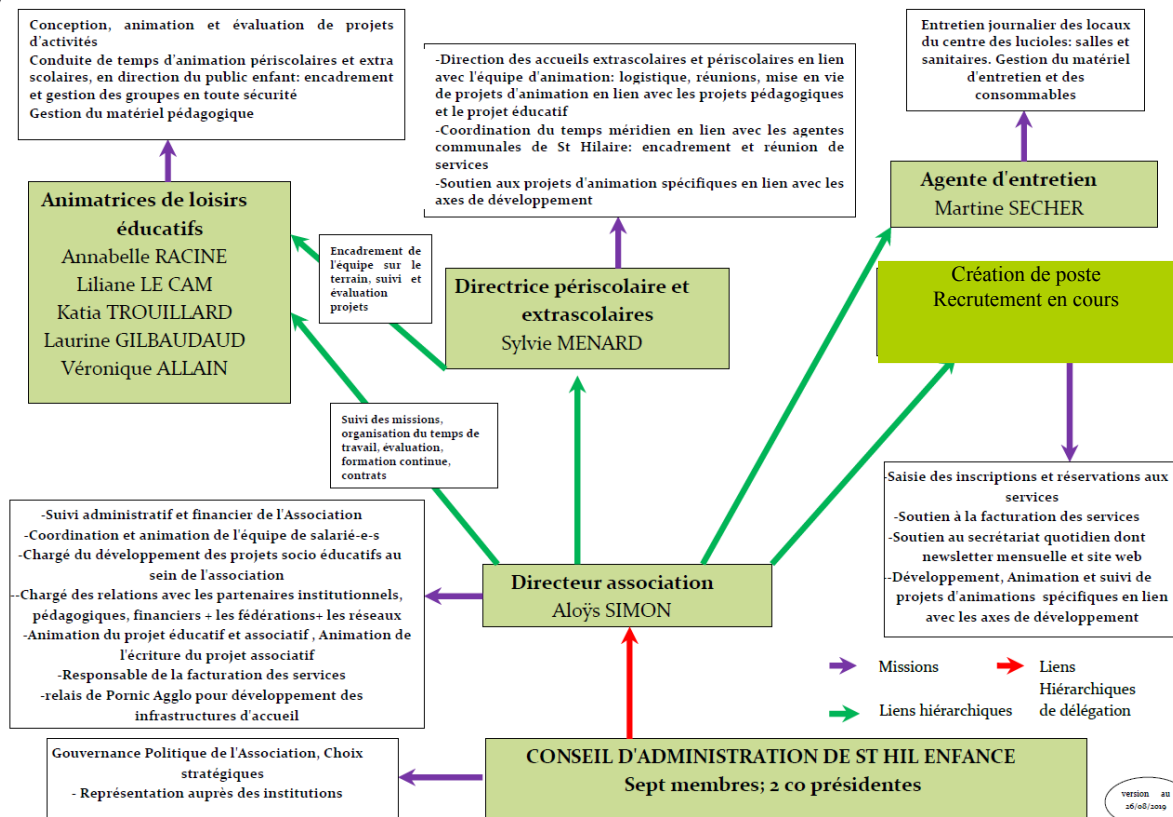 Conception, animation et évaluation de projets
d'activités
Conduite de temps d'animation périscolaires et extra
scolaires, en direction du public enfant: encadrement
et gestion des groupes en toute sécurité
Gestion du matériel pédagogique
-Direction des accueils extrascolaires et périscolaires en lien
avec l'équipe d'animation: logistique, réunions, mise en vie
de projets d'animation en lien avec les projets pédagogiques
et le projet éducatif
-Coordination du temps méridien en lien avec les agentes
communales de St Hilaire: encadrement et réunion de
services
-Soutien aux projets d'animation spécifiques en lien avec les
axes de développement
Entretien journalier des locaux
du centre des lucioles: salles et
sanitaires. Gestion du matériel
d'entretien et des
consommables
Animatrices de loisirs
éducatifs
Annabelle RACINE
Liliane LE CAM
Katia TROUILLARD
Laurine GILBAUDAUD
Véronique ALLAIN
Encadrement de
l'équipe sur le
terrain, suivi et
évaluation
projets
Directrice périscolaire et
extrascolaires
Sylvie MENARD
Agente d'entretien
Martine SECHER
Création de poste
Recrutement en cours
Suivi des missions,
organisation du temps de
travail, évaluation,
formation continue,
contrats
-Saisie des inscriptions et réservations aux
services
-Soutien à la facturation des services
-Soutien au secrétariat quotidien dont
newsletter mensuelle et site web
--Développement, Animation et suivi de
projets d'animations spécifiques en lien
avec les axes de développement
-Suivi administratif et financier de l'Association
-Coordination et animation de l'équipe de salarié-e-s
-Chargé du développement des projets socio éducatifs au
sein de l'association
--Chargé des relations avec les partenaires institutionnels,
pédagogiques, financiers + les fédérations+ les réseaux
-Animation du projet éducatif et associatif , Animation de
l'écriture du projet associatif
-Responsable de la facturation des services
-relais de Pornic Agglo pour développement des
infrastructures d'accueil
Directeur association
Aloÿs SIMON
Missions
Liens
Hiérarchiques
de délégation
Liens hiérarchiques
Gouvernance Politique de l'Association, Choix
stratégiques
- Représentation auprès des institutions
CONSEIL D'ADMINISTRATION DE ST HIL ENFANCE
Sept membres; 2 co présidentes
version au
26/08/2019